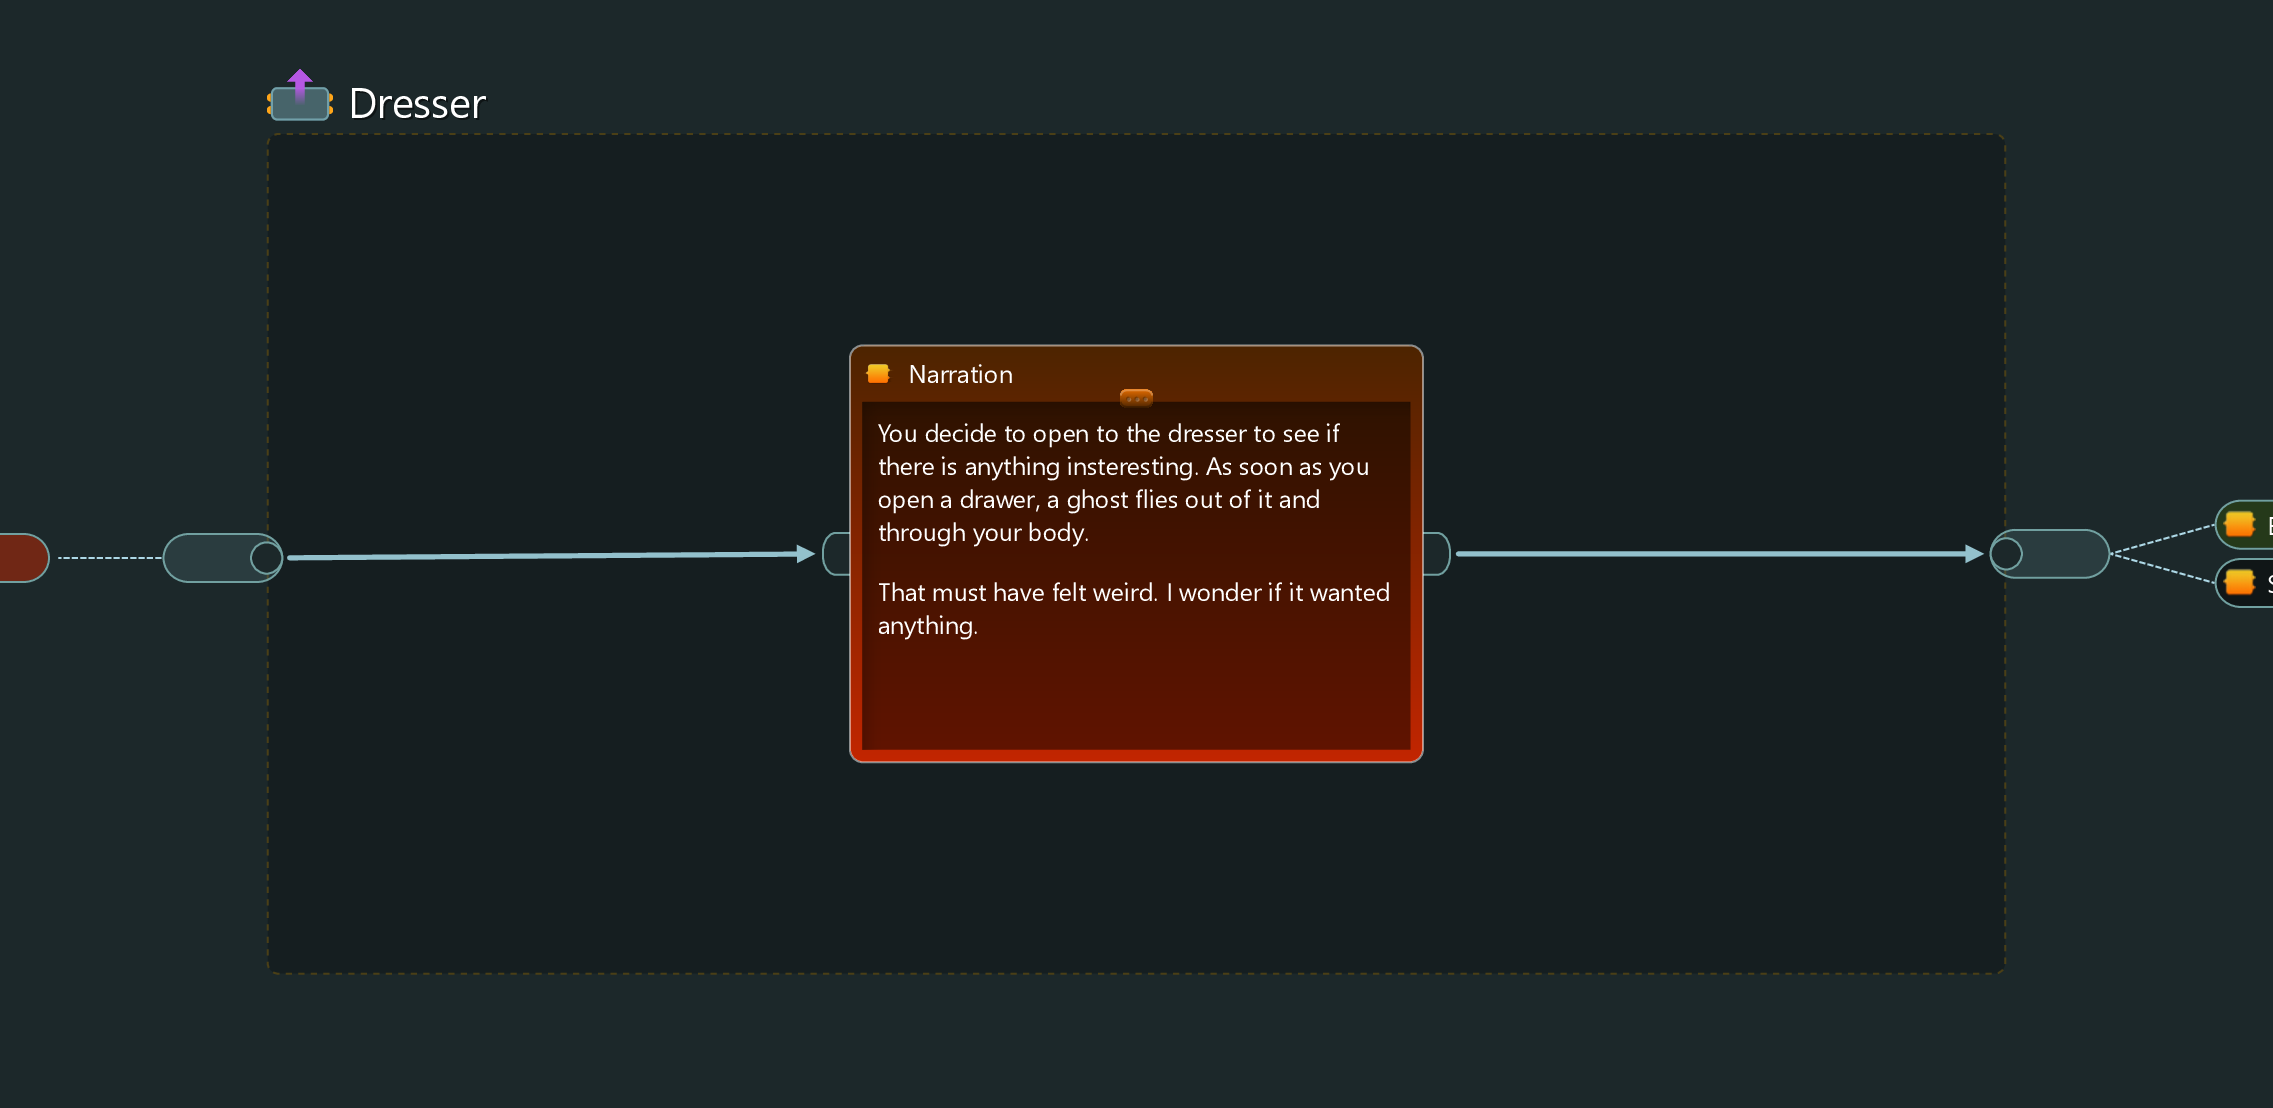 Dresser
Narration
You decide to open to the dresser to see if
there is anything insteresting. As soon as you
open a drawer, a ghost flies out of it and
through your body.
That must have felt weird. I wonder if it wanted
anything.